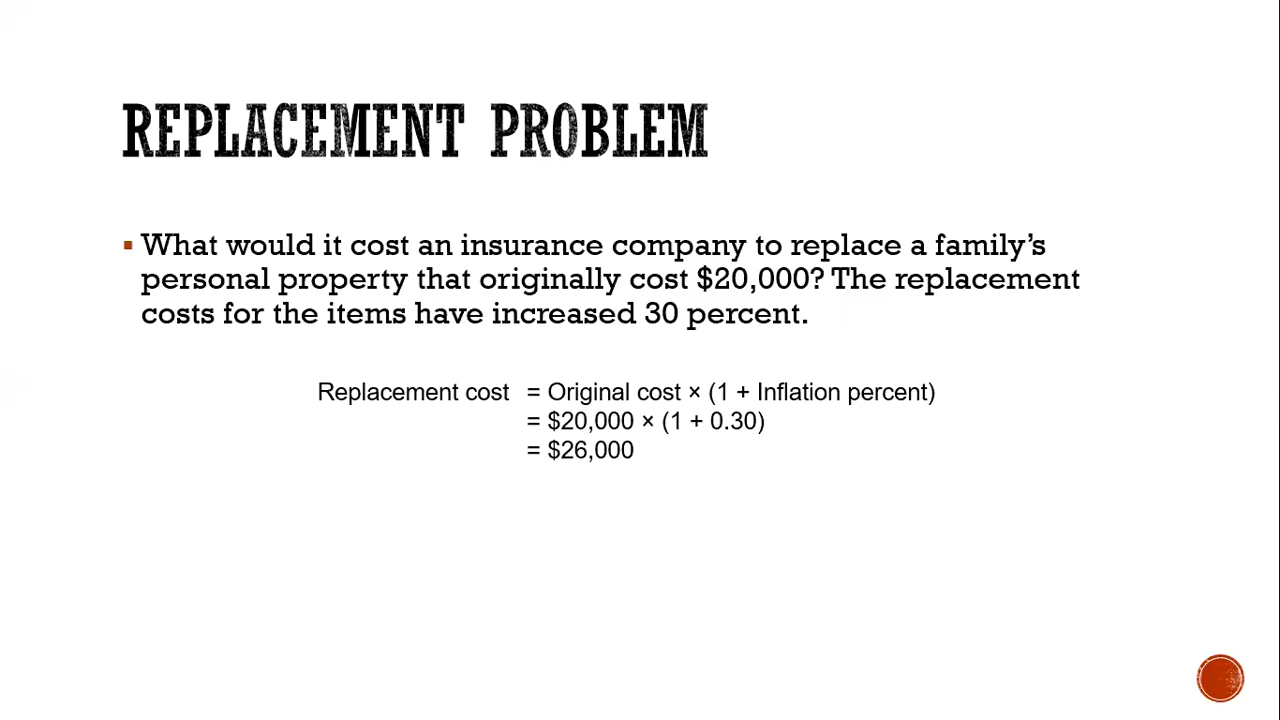 REPLACEMENT PROBLEM
▪ What would it cost an insurance company to replace a family’s
personal property that originally cost $20,000? The replacement
costs for the items have increased 30 percent.
Replacement cost = Original cost × (1 + Inflation percent)
= $20,000 × (1 + 0.30)
= $26,000